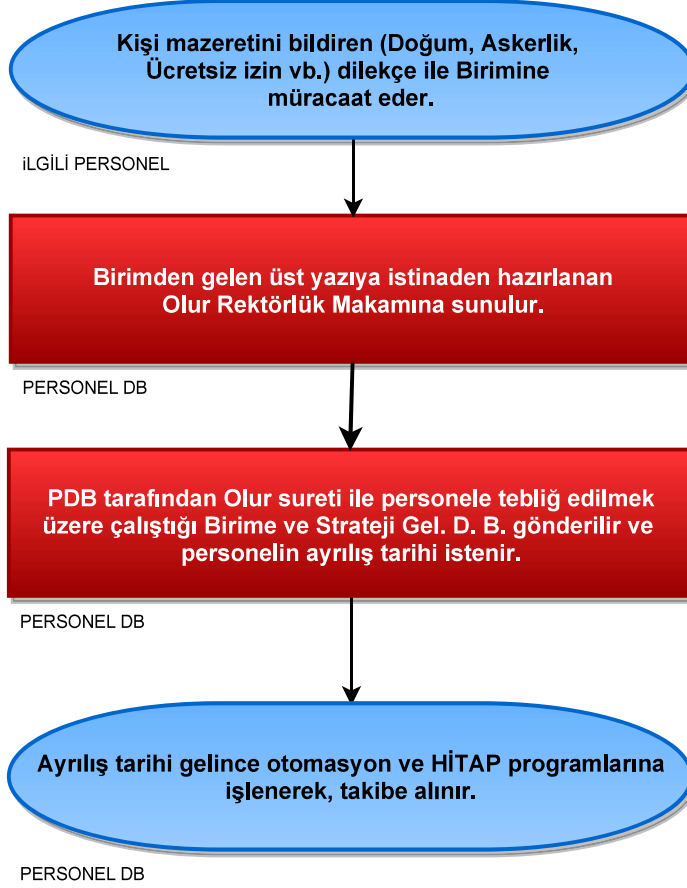 Kişi mazeretini bildiren (Doğum, Askerlik,
Ücretsiz izin vb.) dilekçe ile Birimine
müracaat eder.
iLGİLİ PERSONEL
Birimden gelen üst yazıya istinaden hazırlanan
Olur Rektörlük Makamına sunulur.
PERSONEL DB
PDB tarafından Olur sureti ile personele tebliğ edilmek
üzere çalıştığı Birime ve Strateji Gel. D. B. gönderilir ve
personelin ayrılış tarihi istenir.
PERSONEL DB
Ayrılış tarihi gelince otomasyon ve HİTAP programlarına
işlenerek, takibe alınır.
PERSONEL DB